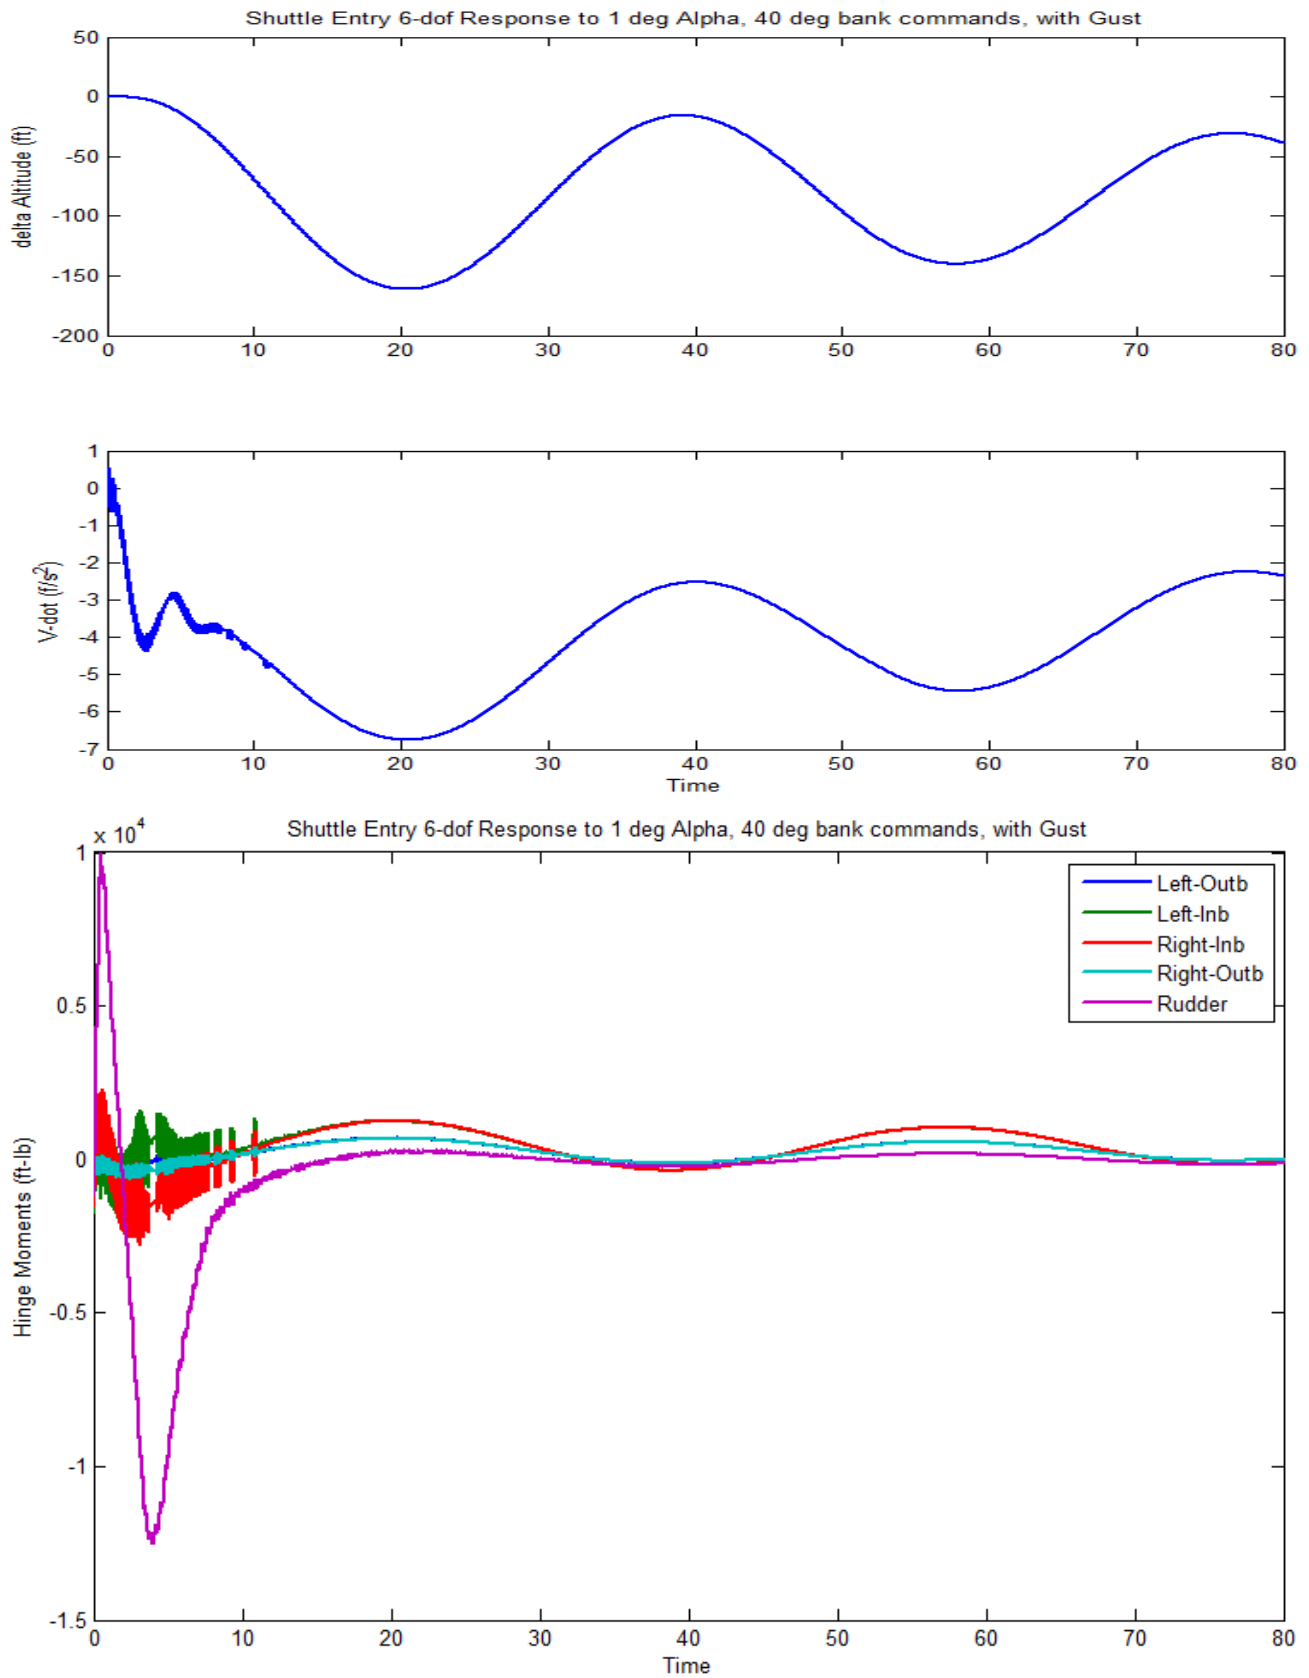 Shuttle Entry 6-dof Response to 1 deg Alpha, 40 deg bank commands, with Gust
50
0
-50
-100
-150
-200
delta Altitude (ft)
0 10 20 30 40 50 60 70 80
1
0
-1
-2
-3
-4
-5
-6
-7
V-dot (f/s²)
0 10 20 30 40 50 60 70 80
Time
x 10⁴
Shuttle Entry 6-dof Response to 1 deg Alpha, 40 deg bank commands, with Gust
1
0.5
0
-0.5
-1
-1.5
Hinge Moments (ft-lb)
Left-Outb
Left-Inb
Right-Inb
Right-Outb
Rudder
0 10 20 30 40 50 60 70 80
Time